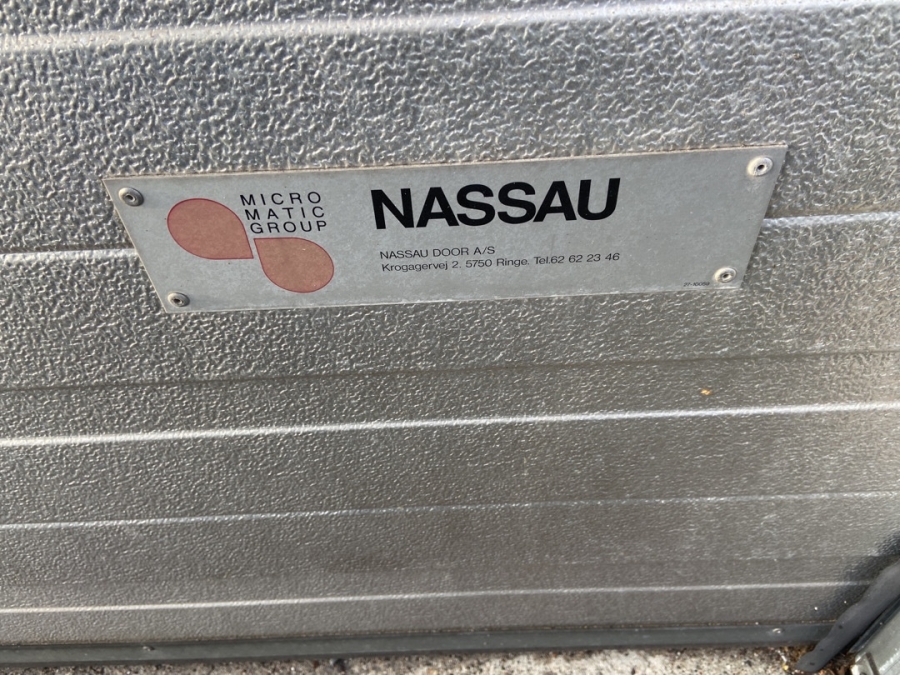 MICRO
MATIC
GROUP
NASSAU
NASSAU DOOR A/S
Krogagervej 2. 5750 Ringe. Tel.62 62 23 46